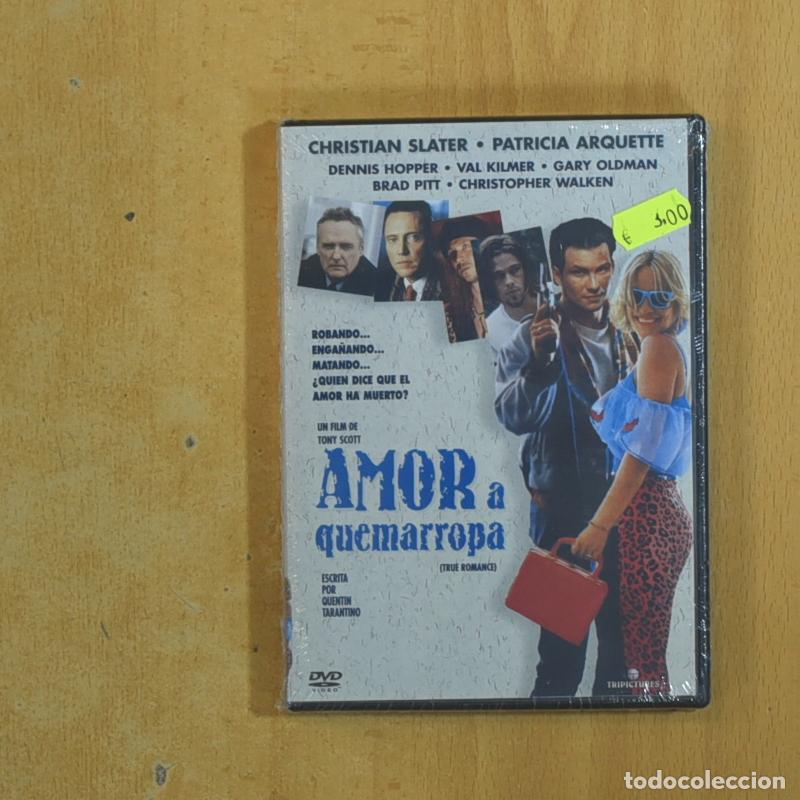 CHRISTIAN SLATER • PATRICIA ARQUETTE
DENNIS HOPPER • VAL KILMER • GARY OLDMAN
BRAD PITT • CHRISTOPHER WALKEN
€ 3.00
ROBANDO...
ENGAÑANDO...
MATANDO...
¿QUIEN DICE QUE EL
AMOR HA MUERTO?
UN FILM DE
TONY SCOTT
AMOR a
quemarropa
(TRUE ROMANCE)
ESCRITA
POR
QUENTIN
TARANTINO
DVD
VIDEO
TRIPICTURES
todocoleccion